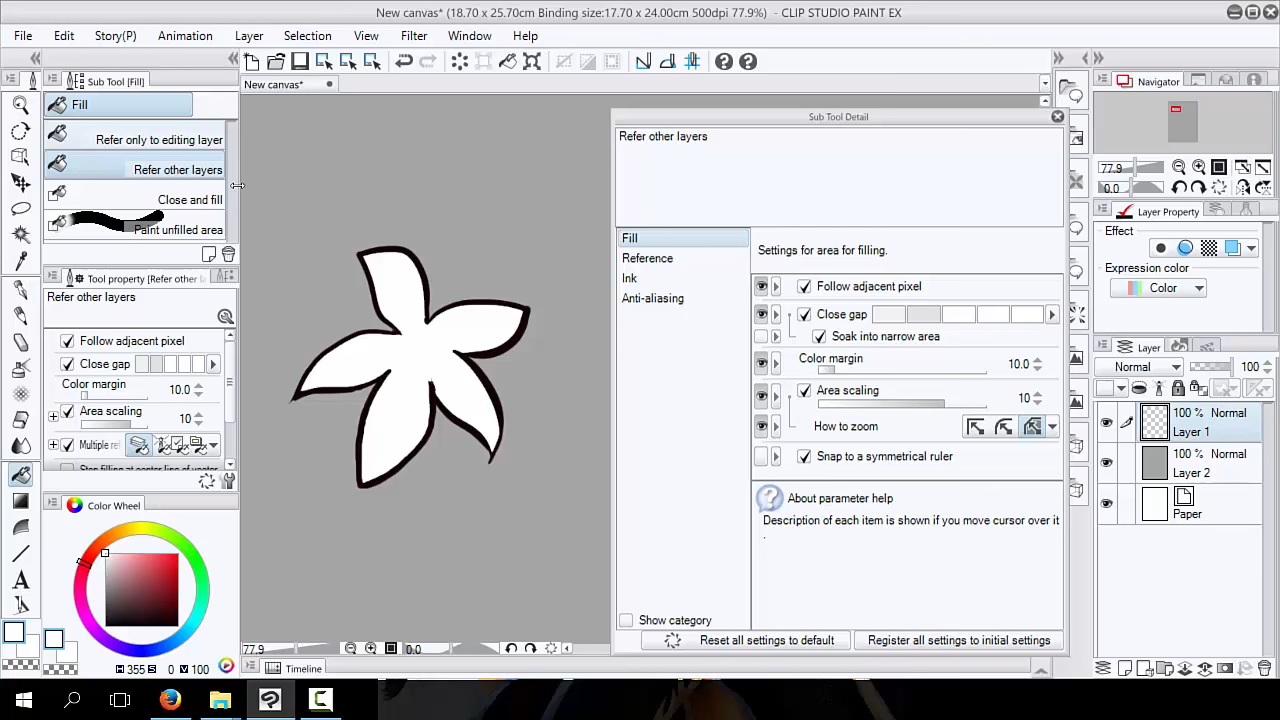 New canvas* (18.70 x 25.70cm Binding size:17.70 x 24.00cm 500dpi 77.9%) - CLIP STUDIO PAINT EX
File Edit Story(P) Animation Layer Selection View Filter Window Help
Sub Tool [Fill]
New canvas*
Navigator
Fill
Refer only to editing layer
Refer other layers
Close and fill
Paint unfilled area
Tool property [Refer other layers
Refer other layers
Follow adjacent pixel
Close gap
Color margin
10.0
Area scaling
10
Multiple re
Color Wheel
355 0 V 100
77.9 0.0
Timeline
Sub Tool Detail
Refer other layers
Fill
Reference
Ink
Anti-aliasing
Settings for area for filling.
Follow adjacent pixel
Close gap
Soak into narrow area
Color margin
10.0
Area scaling
10
How to zoom
Snap to a symmetrical ruler
About parameter help
Description of each item is shown if you move cursor over it
.
Show category
Reset all settings to default
Register all settings to initial settings
77.9
0.0
Layer Property
Effect
Expression color
Color
Layer
Normal 100
100 % Normal
Layer 1
100 % Normal
Layer 2
Paper